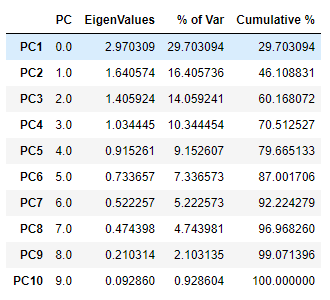 PC EigenValues % of Var Cumulative %
PC1 0.0 2.970309 29.703094 29.703094
PC2 1.0 1.640574 16.405736 46.108831
PC3 2.0 1.405924 14.059241 60.168072
PC4 3.0 1.034445 10.344454 70.512527
PC5 4.0 0.915261 9.152607 79.665133
PC6 5.0 0.733657 7.336573 87.001706
PC7 6.0 0.522257 5.222573 92.224279
PC8 7.0 0.474398 4.743981 96.968260
PC9 8.0 0.210314 2.103135 99.071396
PC10 9.0 0.092860 0.928604 100.000000